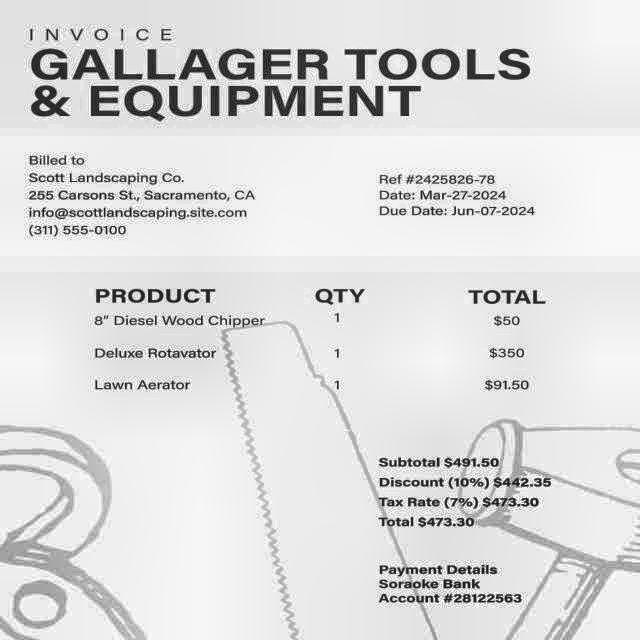 INVOICE
GALLAGER TOOLS
& EQUIPMENT
Billed to
Scott Landscaping Co.
255 Carsons St., Sacramento, CA
info@scottlandscaping.site.com
(311) 555-0100
Ref #2425826-78
Date: Mar-27-2024
Due Date: Jun-07-2024
PRODUCT QTY TOTAL
8" Diesel Wood Chipper 1 $50
Deluxe Rotavator 1 $350
Lawn Aerator 1 $91.50
Subtotal $491.50
Discount (10%) $442.35
Tax Rate (7%) $473.30
Total $473.30
Payment Details
Soraoke Bank
Account #28122563